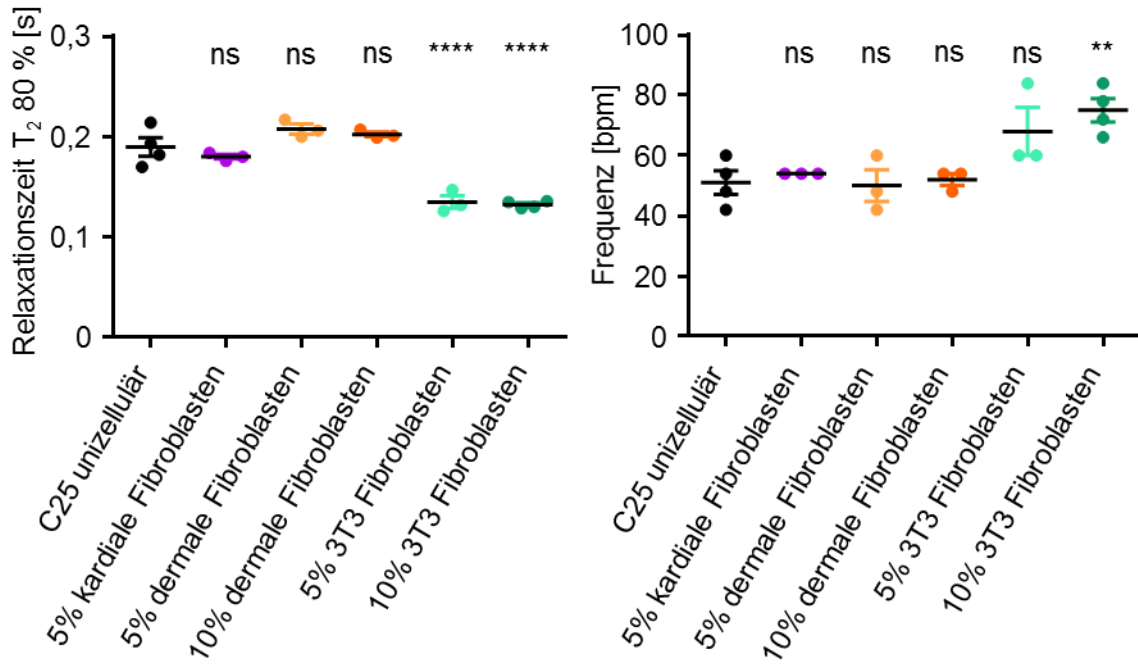 Relaxationszeit T₂ 80 % [s]
0,3
0,2
0,1
0
ns
ns
ns
****
****
C25 unizellulär
5% kardiale Fibroblasten
5% dermale Fibroblasten
10% dermale Fibroblasten
5% 3T3 Fibroblasten
10% 3T3 Fibroblasten
Frequenz [bpm]
100
80
60
40
20
0
ns
ns
ns
ns
**
C25 unizellulär
5% kardiale Fibroblasten
5% dermale Fibroblasten
10% dermale Fibroblasten
5% 3T3 Fibroblasten
10% 3T3 Fibroblasten